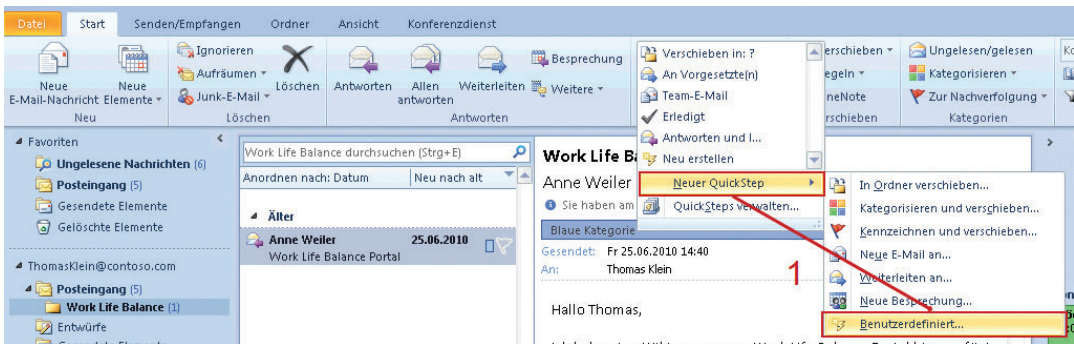 Datei Start Senden/Empfangen Ordner Ansicht Konferenzdienst
Neue E-Mail-Nachricht
Neue Elemente
Neu
Ignorieren
Aufräumen
Junk-E-Mail
Löschen
Löschen
Antworten
Allen antworten
Weiterleiten
Besprechung
Weitere
Antworten
Verschieben in: ?
An Vorgesetzte(n)
Team-E-Mail
Erledigt
Antworten und l...
Neu erstellen
Neuer QuickStep
QuickSteps verwalten...
erschieben
egeln
neNote
rschieben
Ungelesen/gelesen
Kategorisieren
Zur Nachverfolgung
Kategorien
In Ordner verschieben...
Kategorisieren und verschieben...
Kennzeichnen und verschieben...
Neue E-Mail an...
Weiterleiten an...
Neue Besprechung...
Benutzerdefiniert...
1
Favoriten
Ungelesene Nachrichten (6)
Posteingang (5)
Gesendete Elemente
Gelöschte Elemente
ThomasKlein@contoso.com
Posteingang (5)
Work Life Balance (1)
Entwürfe
Work Life Balance durchsuchen (Strg+E)
Anordnen nach: Datum Neu nach alt
Älter
Anne Weiler 25.06.2010
Work Life Balance Portal
Work Life B
Anne Weiler
Sie haben am
Blaue Kategorie
Gesendet: Fr 25.06.2010 14:40
An: Thomas Klein
Hallo Thomas,